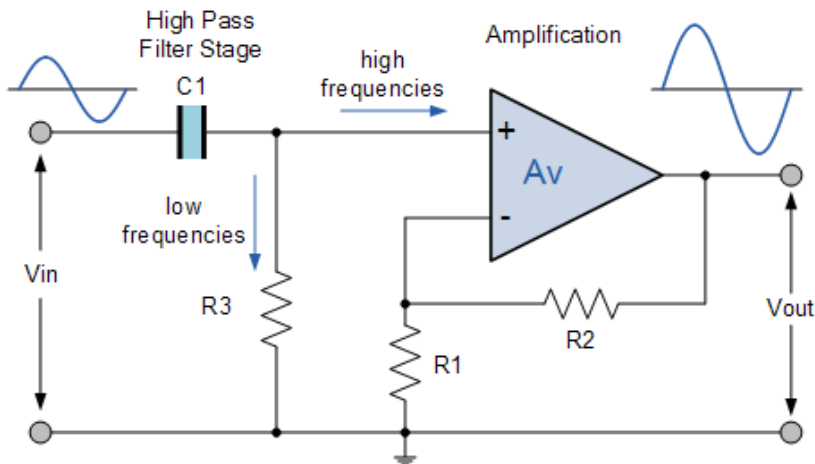 High Pass
Filter Stage
C1
high
frequencies
Amplification
+
Av
-
low
frequencies
Vin
R3
R1
R2
Vout